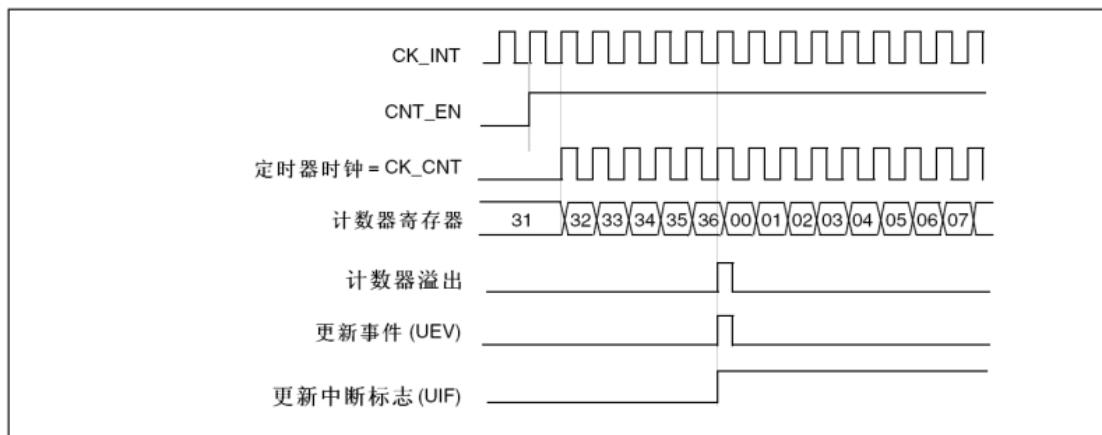 CK_INT
CNT_EN
定时器时钟 = CK_CNT
计数器寄存器 31 32 33 34 35 36 00 01 02 03 04 05 06 07
计数器溢出
更新事件 (UEV)
更新中断标志 (UIF)